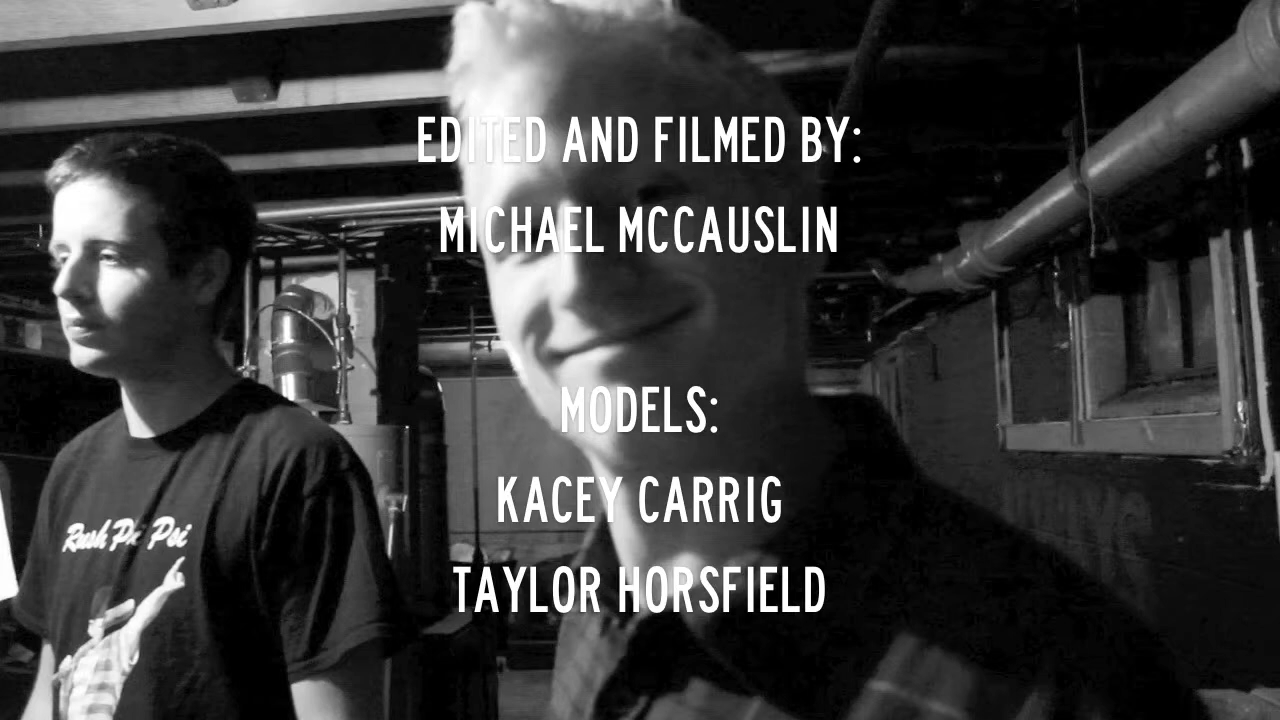 EDITED AND FILMED BY:
MICHAEL MCCAUSLIN
MODELS:
KACEY CARRIG
TAYLOR HORSFIELD
Rush Phi Psi